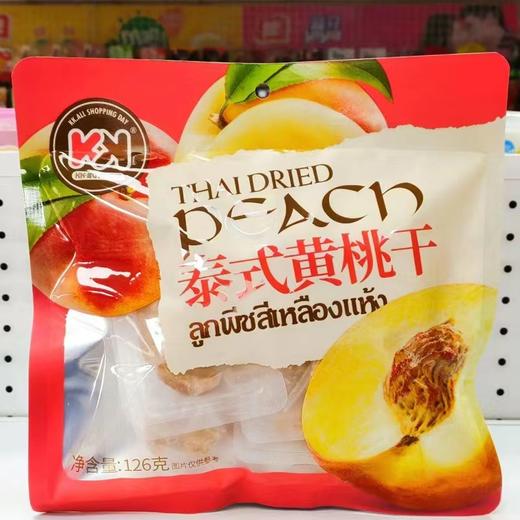 KK.ALL SHOPPING DAY
KK®
THAI DRIED
PEACH
泰式黄桃干
ลูกพีชสีเหลืองแห้ง
净含量:126克 图片仅供参考